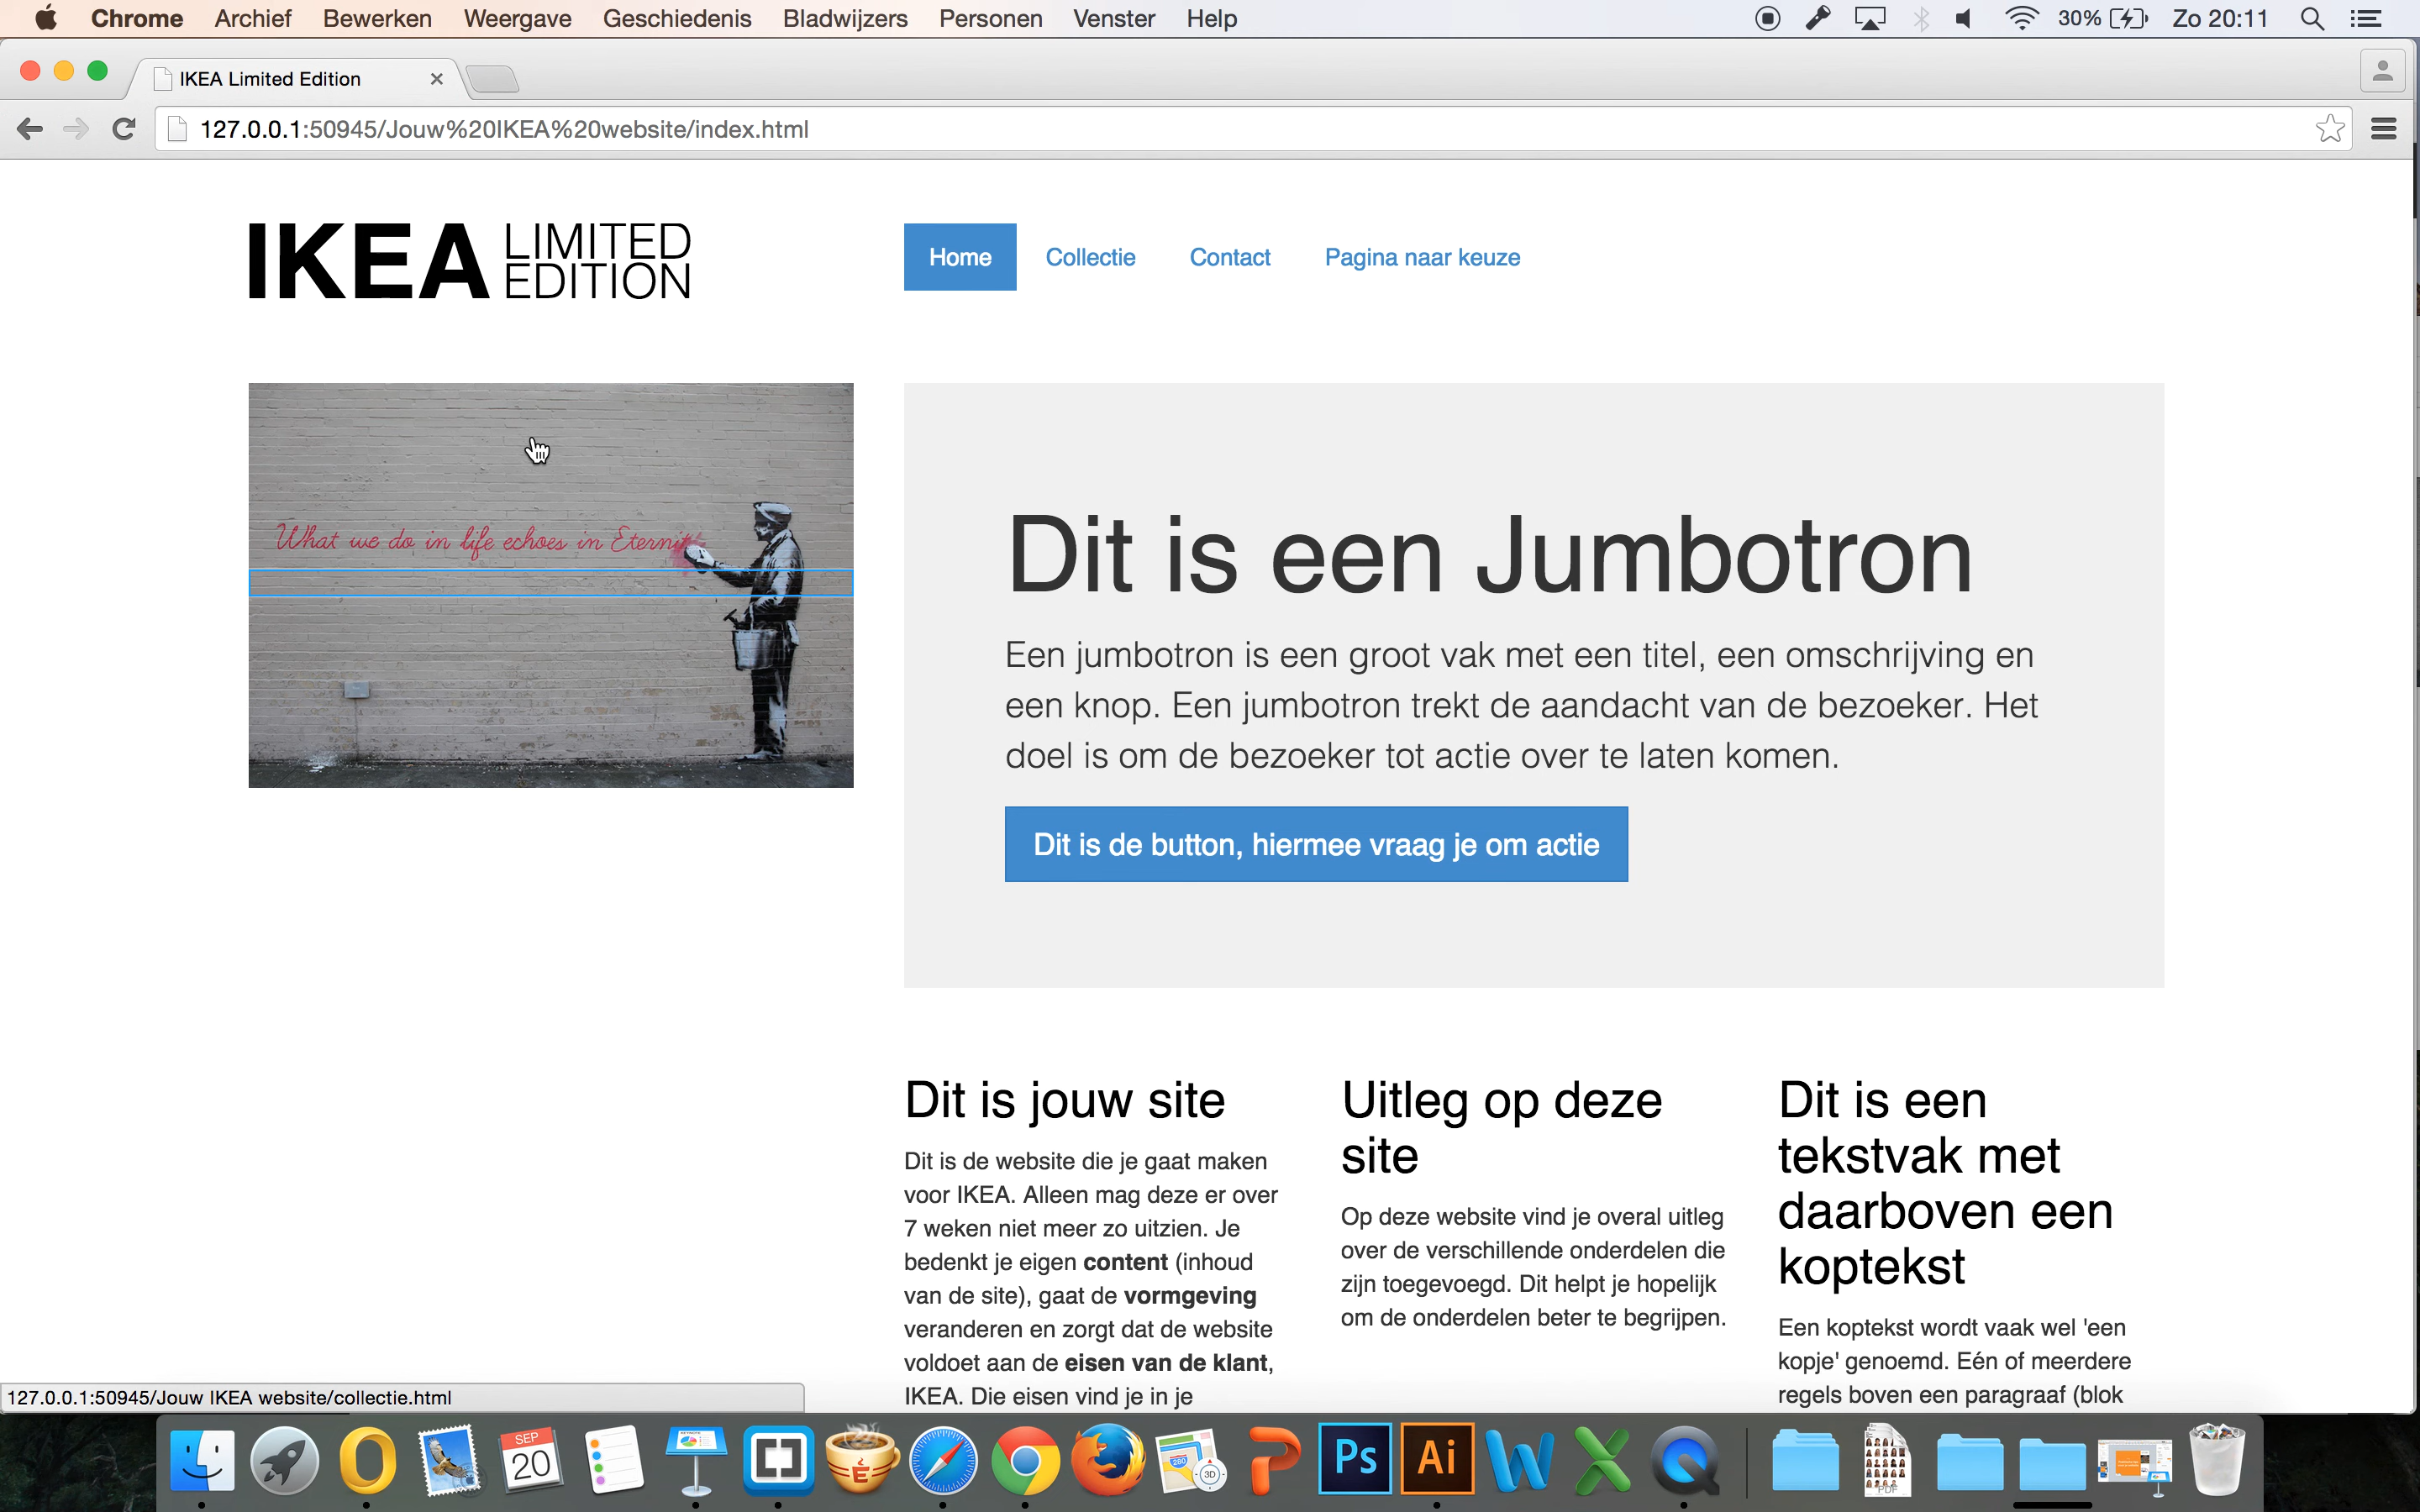 Chrome Archief Bewerken Weergave Geschiedenis Bladwijzers Personen Venster Help 30% Zo 20:11
IKEA Limited Edition
127.0.0.1:50945/Jouw%20IKEA%20website/index.html
IKEA LIMITED EDITION
Home Collectie Contact Pagina naar keuze
What we do in life echoes in Eternit
Dit is een Jumbotron
Een jumbotron is een groot vak met een titel, een omschrijving en
een knop. Een jumbotron trekt de aandacht van de bezoeker. Het
doel is om de bezoeker tot actie over te laten komen.
Dit is de button, hiermee vraag je om actie
Dit is jouw site
Dit is de website die je gaat maken
voor IKEA. Alleen mag deze er over
7 weken niet meer zo uitzien. Je
bedenkt je eigen content (inhoud
van de site), gaat de vormgeving
veranderen en zorgt dat de website
voldoet aan de eisen van de klant,
IKEA. Die eisen vind je in je
Uitleg op deze
site
Op deze website vind je overal uitleg
over de verschillende onderdelen die
zijn toegevoegd. Dit helpt je hopelijk
om de onderdelen beter te begrijpen.
Dit is een
tekstvak met
daarboven een
koptekst
Een koptekst wordt vaak wel 'een
kopje' genoemd. Eén of meerdere
regels boven een paragraaf (blok
127.0.0.1:50945/Jouw IKEA website/collectie.html
SEP
20
280
3D
Ps
Ai
PDF